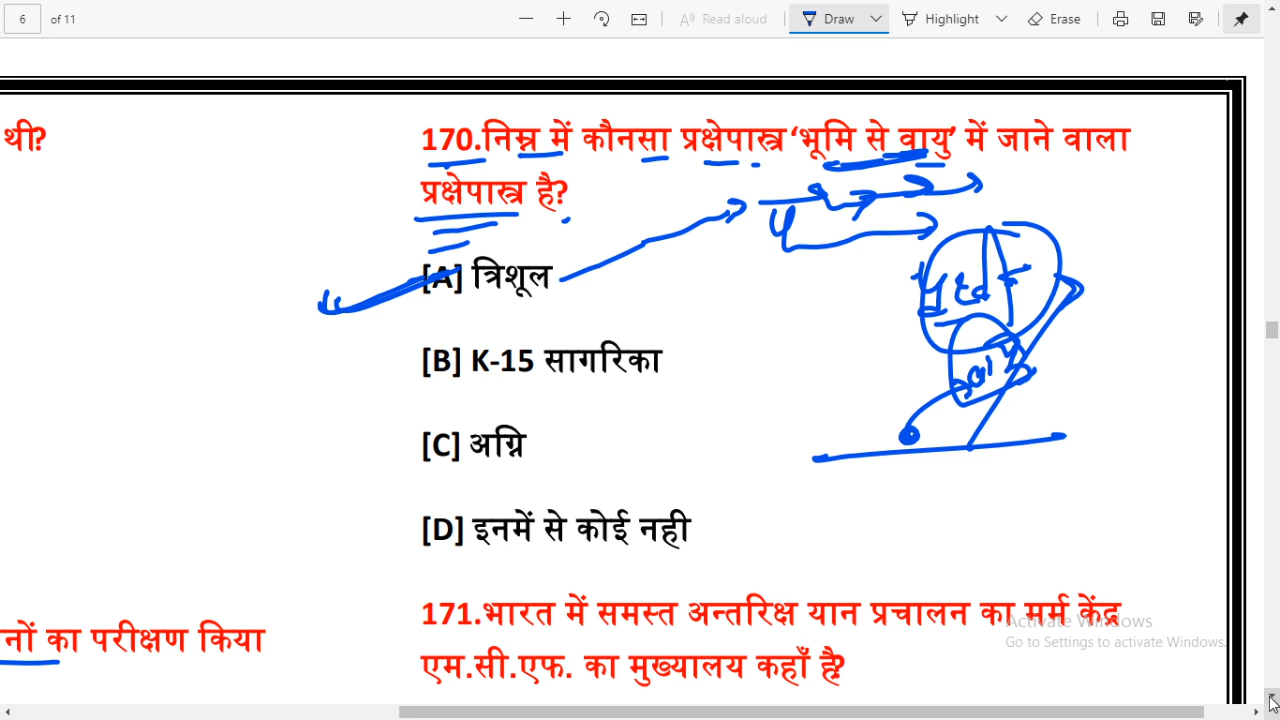 6 of 11
Read aloud
Draw
Highlight
Erase
थी?
170.निम्न में कौनसा प्रक्षेपास्त्र ‘भूमि से वायु’ में जाने वाला
प्रक्षेपास्त्र है?
[A] त्रिशूल
[B] K-15 सागरिका
[C] अग्नि
[D] इनमें से कोई नही
नों का परीक्षण किया
171.भारत में समस्त अन्तरिक्ष यान प्रचालन का मर्म केंद्र
एम.सी.एफ. का मुख्यालय कहाँ है?
Activate Windows
Go to Settings to activate Windows.